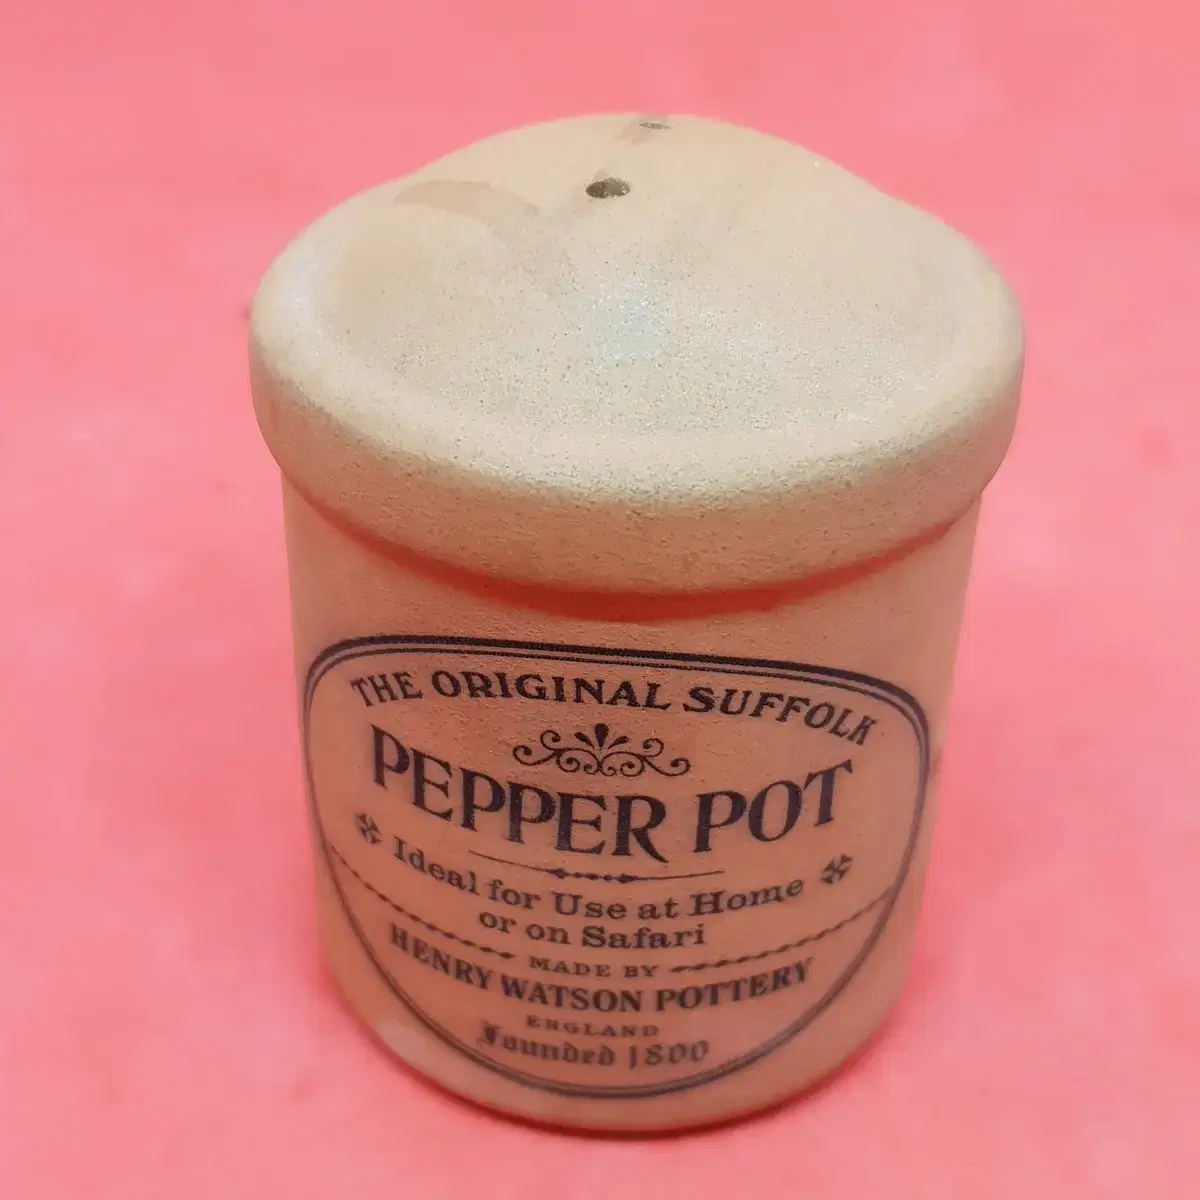 THE ORIGINAL SUFFOLK
PEPPER POT
Ideal for Use at Home
or on Safari
MADE BY
HENRY WATSON POTTERY
ENGLAND
Founded 1800